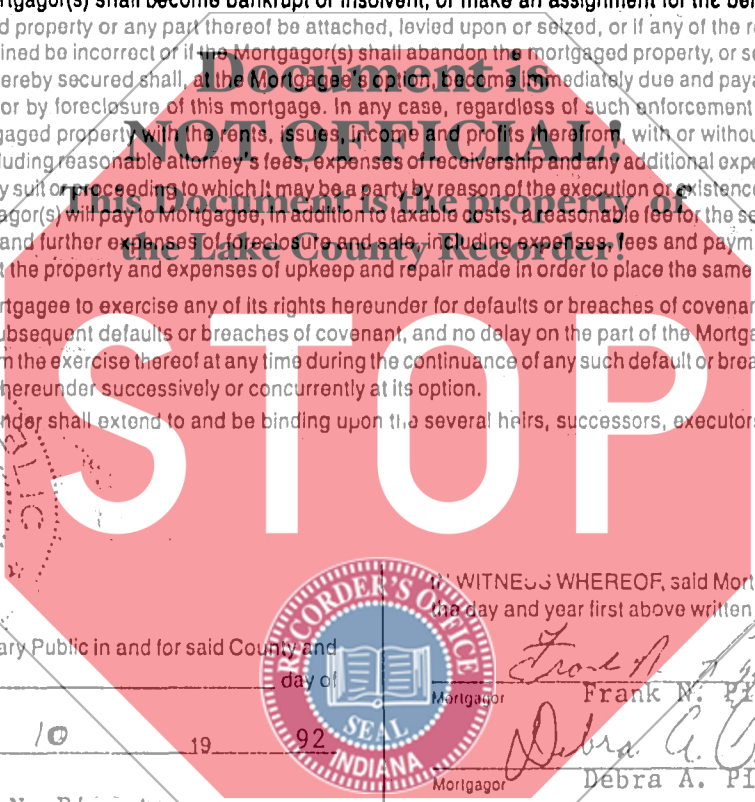 rtgagor(s) shall become bankrupt or insolvent, or make an assignment for the ben
d property or any part thereof be attached, levied upon or seized, or if any of the r
ined be incorrect or if the Mortgagor(s) shall abandon the mortgaged property, or se
ereby secured shall, at the Mortgagee's option, become immediately due and paya
or by foreclosure of this mortgage. In any case, regardless of such enforcement,
gaged property with the rents, issues, income and profits therefrom, with or withou
luding reasonable attorney's fees, expenses of receivership and any additional expe
y suit or proceeding to which it may be a party by reason of the execution or existence
agor(s) will pay to Mortgagee, in addition to taxable costs, a reasonable fee for the se
and further expenses of foreclosure and sale, including expenses, fees and paym
t the property and expenses of upkeep and repair made in order to place the same
Document is
NOT OFFICIAL!
This Document is the property of
the Lake County Recorder!
rtgagee to exercise any of its rights hereunder for defaults or breaches of covenan
ubsequent defaults or breaches of covenant, and no delay on the part of the Mortga
m the exercise thereof at any time during the continuance of any such default or brea
hereunder successively or concurrently at its option.
nder shall extend to and be binding upon the several heirs, successors, executor
STOP
BLIC
RECORDER'S OFFICE
SEAL
INDIANA
IN WITNESS WHEREOF, said Mort
the day and year first above written
ary Public in and for said County and
day of
Frank N.
Mortgagor Frank N. Pi
10 19 92
Debra A.
Mortgagor Debra A. Pi